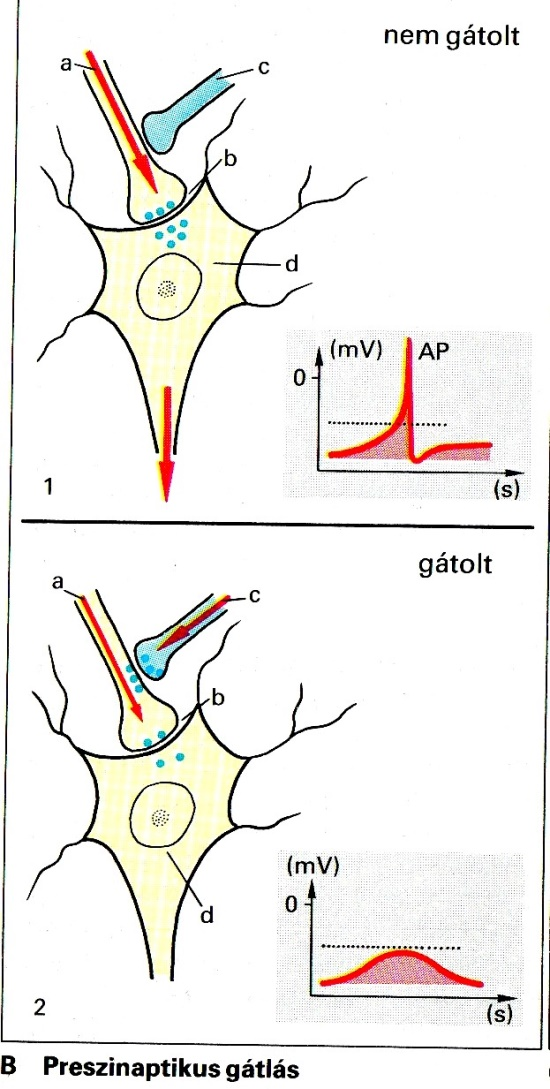 nem gátolt
a
c
b
d
(mV)
AP
0
(s)
1
gátolt
a
c
b
d
(mV)
0
(s)
2
B Preszinaptikus gátlás